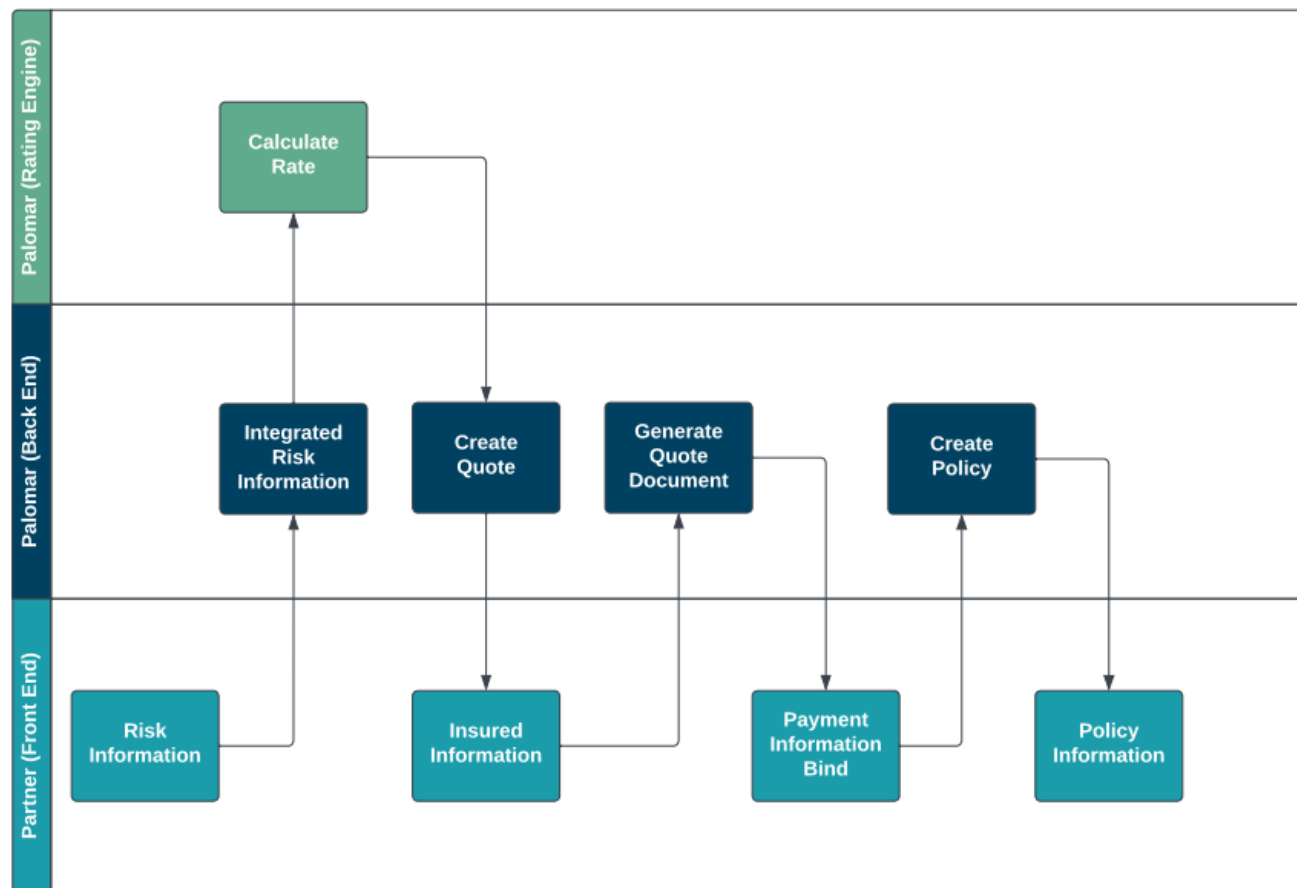 Palomar (Rating Engine)
Calculate
Rate
Palomar (Back End)
Integrated
Risk
Information
Create
Quote
Generate
Quote
Document
Create
Policy
Partner (Front End)
Risk
Information
Insured
Information
Payment
Information
Bind
Policy
Information